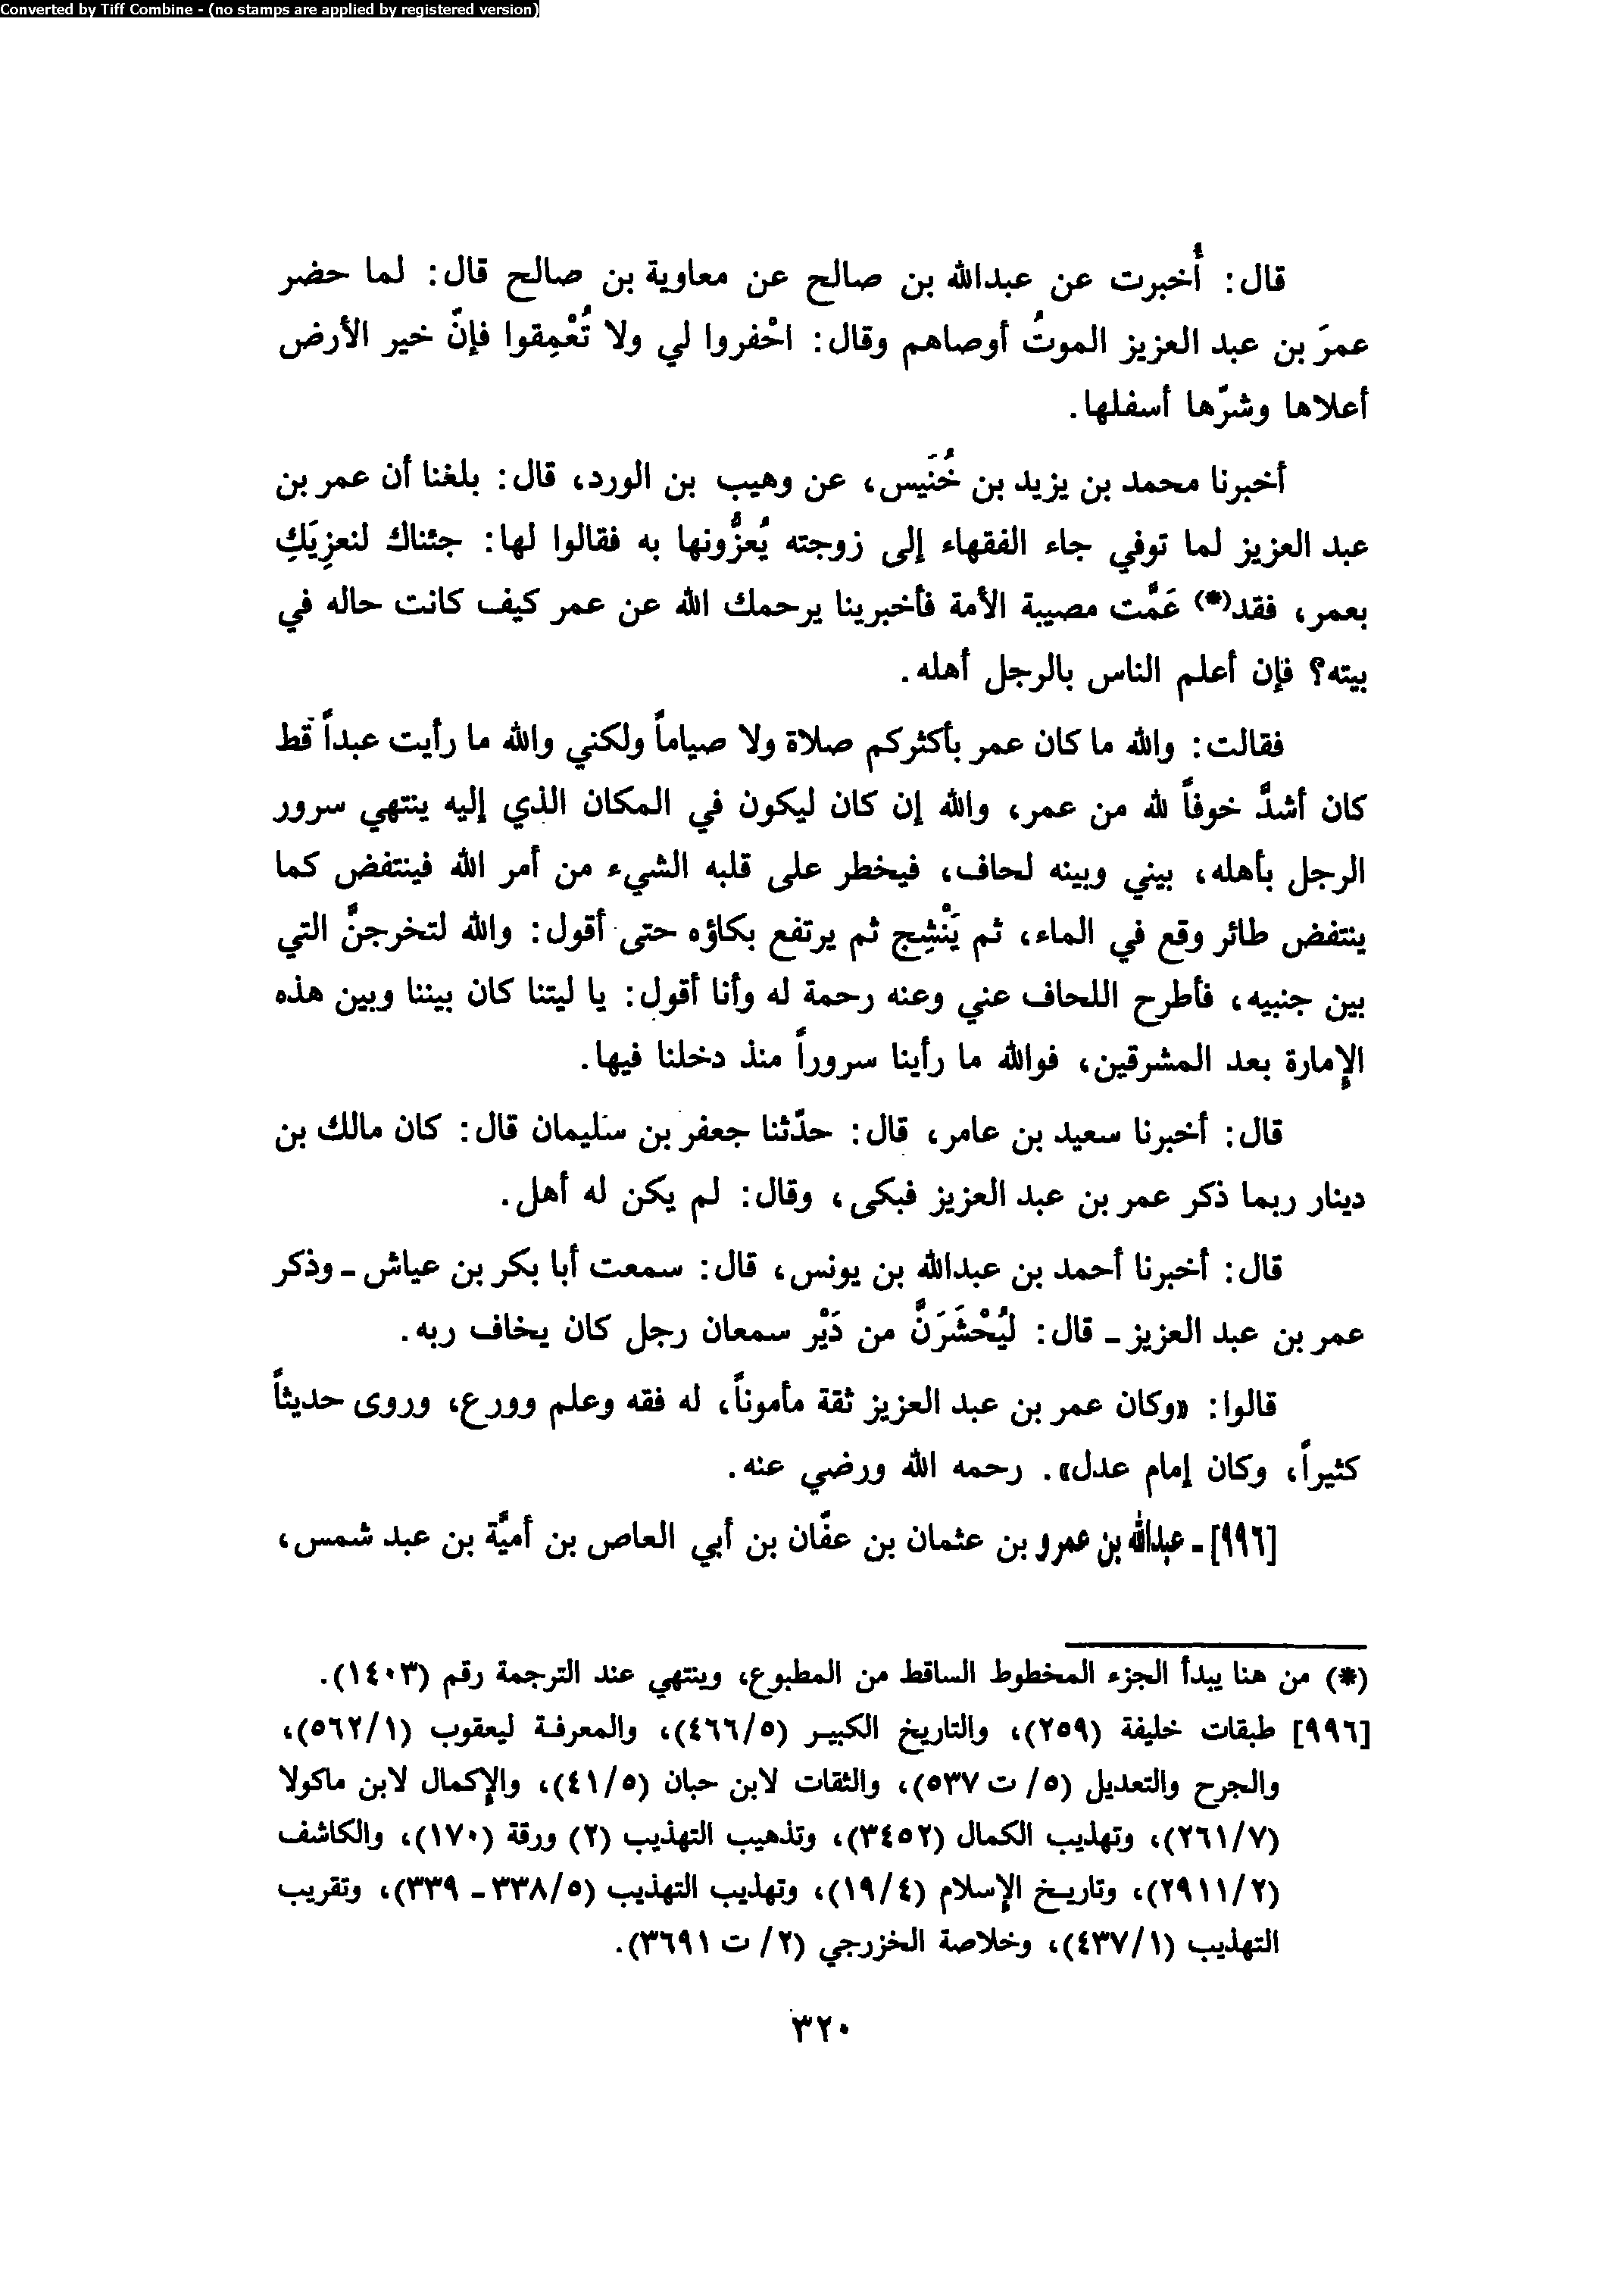 Converted by Tiff Combine - (no stamps are applied by registered version)
قال: أُخبرت عن عبدالله بن صالح عن معاوية بن صالح قال: لما حضر
عمرَ بن عبد العزيز الموتُ أوصاهم وقال: احْفروا لي ولا تُعْمِقوا فإنّ خير الأرض
أعلاها وشرّها أسفلها.
أخبرنا محمد بن يزيد بن خُنَيس، عن وهيب بن الورد، قال: بلغنا أن عمر بن
عبد العزيز لما توفي جاء الفقهاء إلى زوجته يُعزُّونها به فقالوا لها: جئناك لنعزِيَكِ
بعمر، فقد(*) عَمَّت مصيبة الأمة فأخبرينا يرحمك الله عن عمر كيف كانت حاله في
بيته؟ فإن أعلم الناس بالرجل أهله.
فقالت: والله ما كان عمر بأكثركم صلاة ولا صياماً ولكني والله ما رأيت عبداً قط
كان أشدَّ خوفاً لله من عمر، والله إن كان ليكون في المكان الذي إليه ينتهي سرور
الرجل بأهله، بيني وبينه لحاف، فيخطر على قلبه الشيء من أمر الله فينتفض كما
ينتفض طائر وقع في الماء، ثم يَنْشِج ثم يرتفع بكاؤه حتى أقول: والله لتخرجنَّ التي
بين جنبيه، فأطرح اللحاف عني وعنه رحمة له وأنا أقول: يا ليتنا كان بيننا وبين هذه
الإمارة بعد المشرقين، فوالله ما رأينا سروراً منذ دخلنا فيها.
قال: أخبرنا سعيد بن عامر، قال: حدّثنا جعفر بن سليمان قال: كان مالك بن
دينار ربما ذكر عمر بن عبد العزيز فبكى، وقال: لم يكن له أهل.
قال: أخبرنا أحمد بن عبدالله بن يونس، قال: سمعت أبا بكر بن عياش ـ وذكر
عمر بن عبد العزيز ـ قال: ليُحْشَرَنَّ من دَيْر سمعان رجل كان يخاف ربه.
قالوا: «وكان عمر بن عبد العزيز ثقة مأموناً، له فقه وعلم وورع، وروى حديثاً
كثيراً، وكان إمام عدل». رحمه الله ورضي عنه.
[٩٩٦] ـ عبدالله بن عمرو بن عثمان بن عفّان بن أبي العاص بن أميَّة بن عبد شمس،
(*) من هنا يبدأ الجزء المخطوط الساقط من المطبوع، وينتهي عند الترجمة رقم (١٤٠٣).
[٩٩٦] طبقات خليفة (٢٥٩)، والتاريخ الكبير (٤٦٦/٥)، والمعرفة ليعقوب (٥٦٢/١)،
والجرح والتعديل (٥/ ت ٥٣٧)، والثقات لابن حبان (٤١/٥)، والإكمال لابن ماكولا
(٢٦١/٧)، وتهذيب الكمال (٣٤٥٢)، وتذهيب التهذيب (٢) ورقة (١٧٠)، والكاشف
(٢٩١١/٢)، وتاريخ الإسلام (١٩/٤)، وتهذيب التهذيب (٣٣٨/٥ ـ ٣٣٩)، وتقريب
التهذيب (٤٣٧/١)، وخلاصة الخزرجي (٢/ ت ٣٦٩١).
٣٢٠